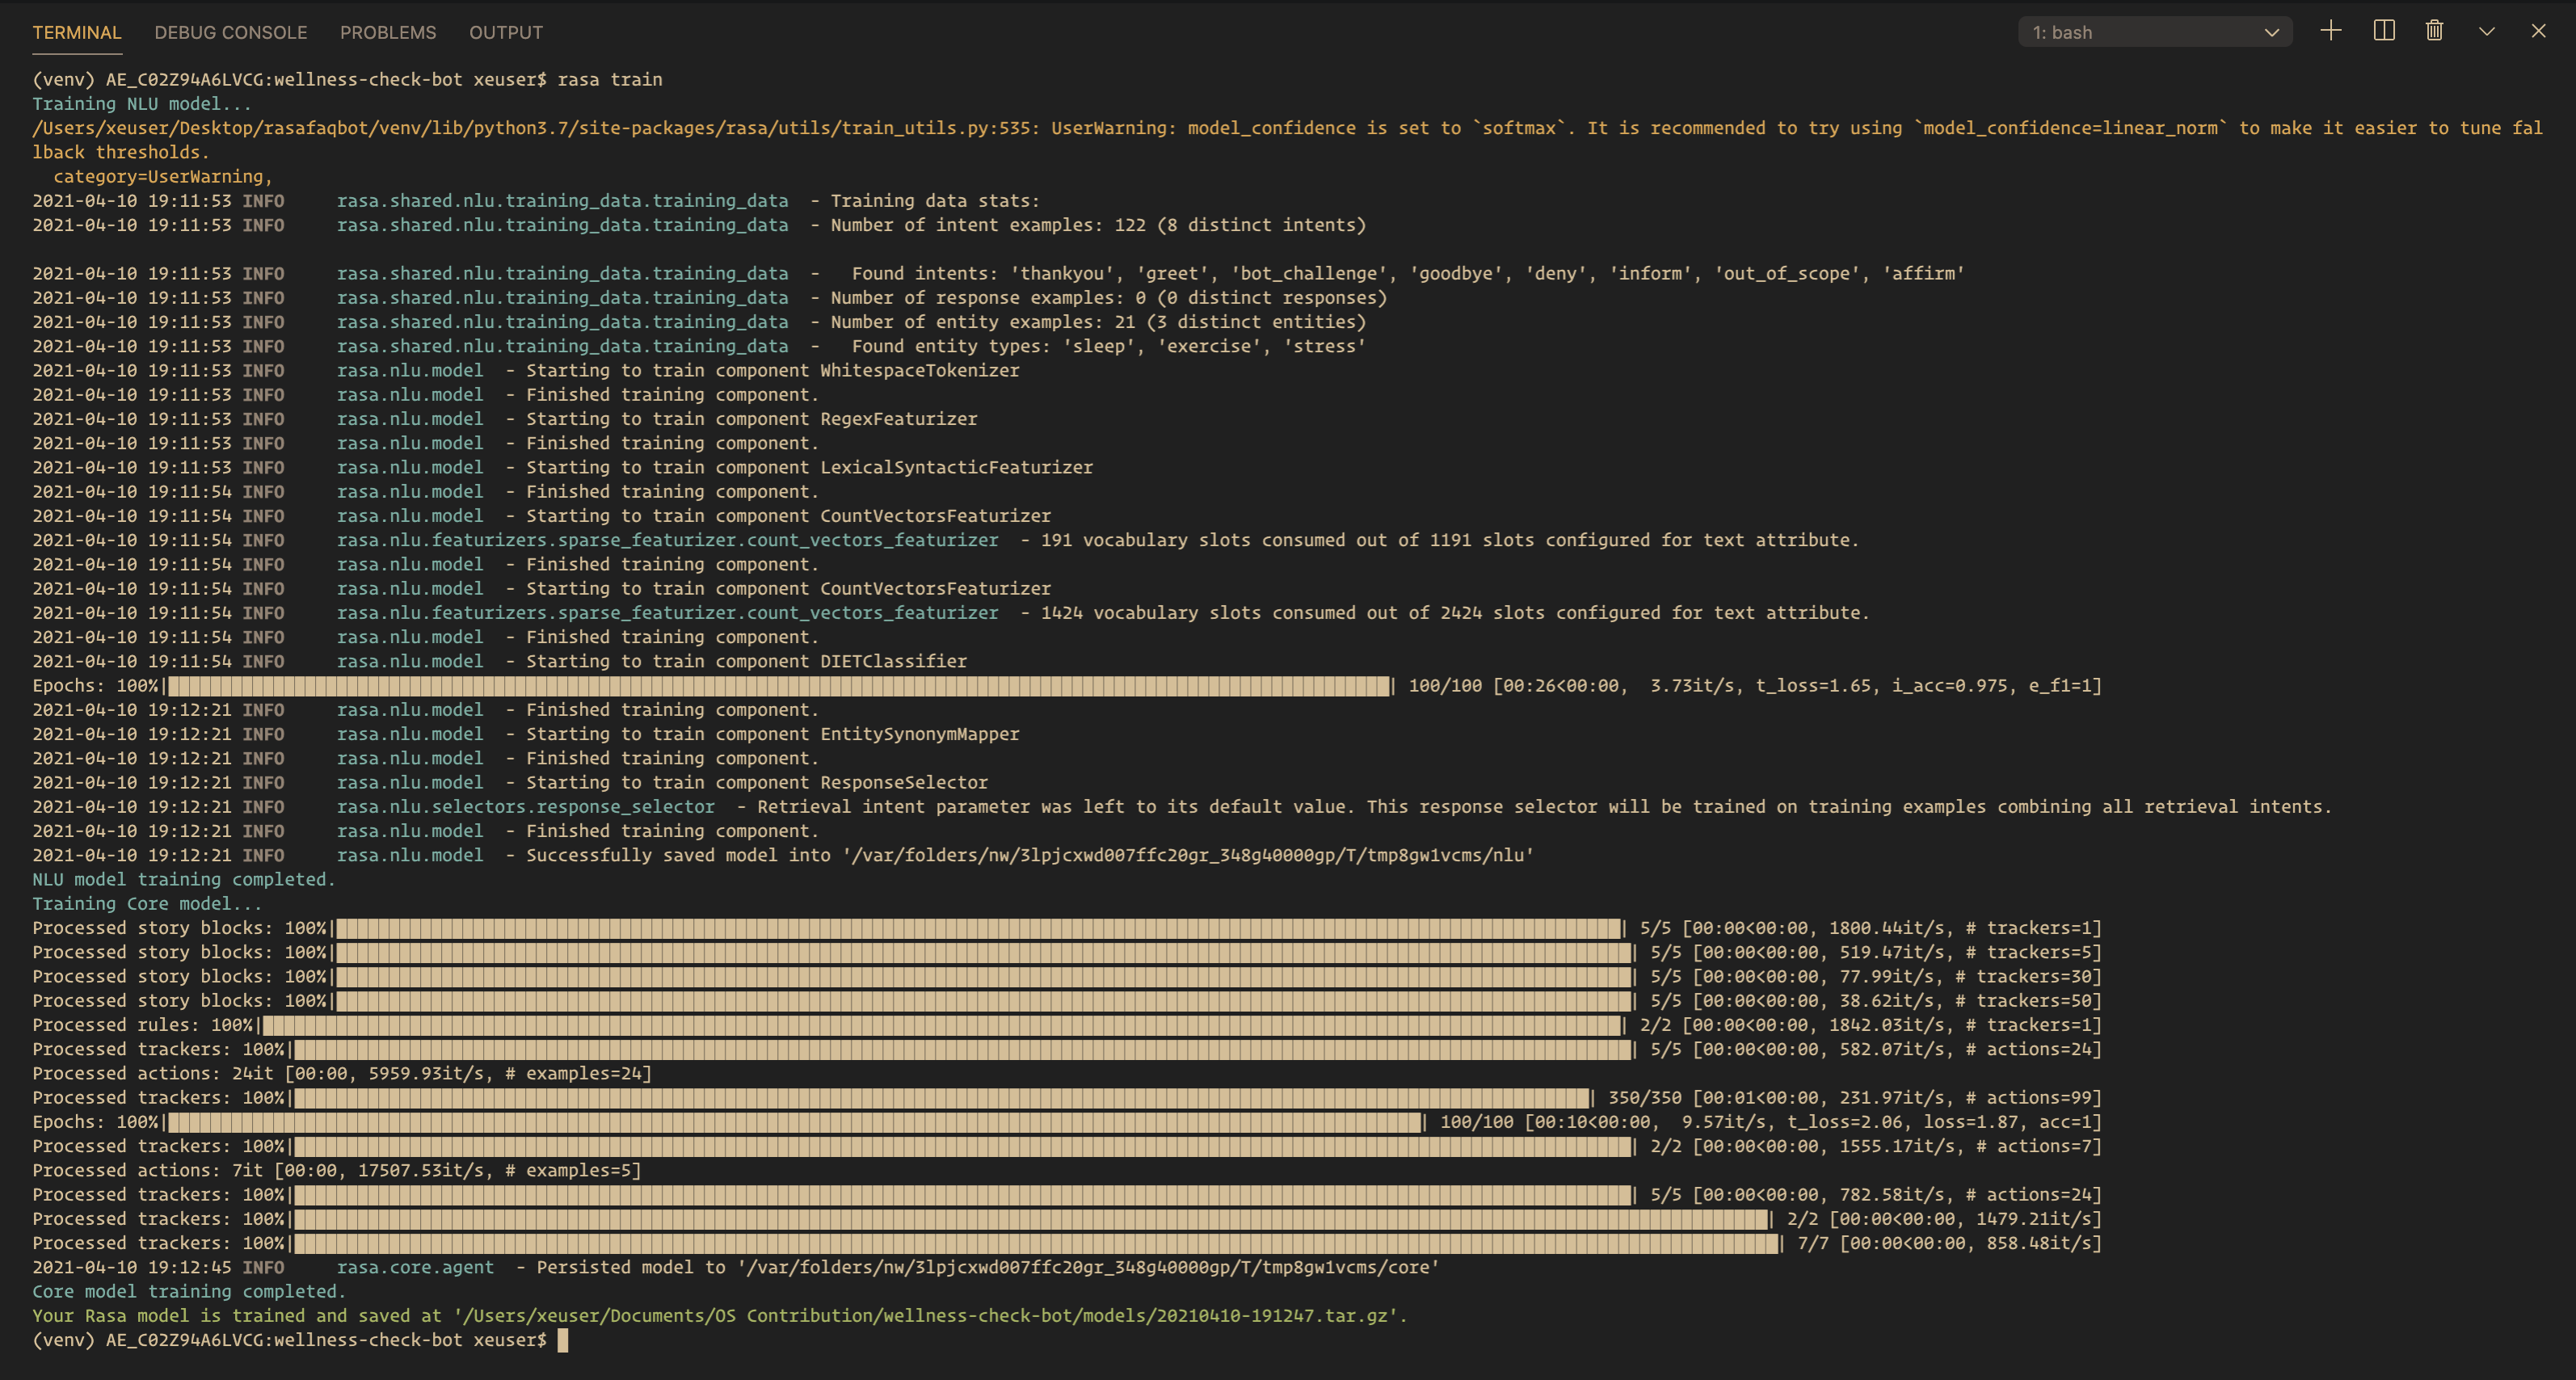 TERMINAL DEBUG CONSOLE PROBLEMS OUTPUT 1: bash
(venv) AE_C02Z94A6LVCG:wellness-check-bot xeuser$ rasa train
Training NLU model...
/Users/xeuser/Desktop/rasafaqbot/venv/lib/python3.7/site-packages/rasa/utils/train_utils.py:535: UserWarning: model_confidence is set to `softmax`. It is recommended to try using `model_confidence=linear_norm` to make it easier to tune fal
lback thresholds.
  category=UserWarning,
2021-04-10 19:11:53 INFO     rasa.shared.nlu.training_data.training_data  - Training data stats:
2021-04-10 19:11:53 INFO     rasa.shared.nlu.training_data.training_data  - Number of intent examples: 122 (8 distinct intents)
2021-04-10 19:11:53 INFO     rasa.shared.nlu.training_data.training_data  -   Found intents: 'thankyou', 'greet', 'bot_challenge', 'goodbye', 'deny', 'inform', 'out_of_scope', 'affirm'
2021-04-10 19:11:53 INFO     rasa.shared.nlu.training_data.training_data  - Number of response examples: 0 (0 distinct responses)
2021-04-10 19:11:53 INFO     rasa.shared.nlu.training_data.training_data  - Number of entity examples: 21 (3 distinct entities)
2021-04-10 19:11:53 INFO     rasa.shared.nlu.training_data.training_data  -   Found entity types: 'sleep', 'exercise', 'stress'
2021-04-10 19:11:53 INFO     rasa.nlu.model  - Starting to train component WhitespaceTokenizer
2021-04-10 19:11:53 INFO     rasa.nlu.model  - Finished training component.
2021-04-10 19:11:53 INFO     rasa.nlu.model  - Starting to train component RegexFeaturizer
2021-04-10 19:11:53 INFO     rasa.nlu.model  - Finished training component.
2021-04-10 19:11:53 INFO     rasa.nlu.model  - Starting to train component LexicalSyntacticFeaturizer
2021-04-10 19:11:54 INFO     rasa.nlu.model  - Finished training component.
2021-04-10 19:11:54 INFO     rasa.nlu.model  - Starting to train component CountVectorsFeaturizer
2021-04-10 19:11:54 INFO     rasa.nlu.featurizers.sparse_featurizer.count_vectors_featurizer  - 191 vocabulary slots consumed out of 1191 slots configured for text attribute.
2021-04-10 19:11:54 INFO     rasa.nlu.model  - Finished training component.
2021-04-10 19:11:54 INFO     rasa.nlu.model  - Starting to train component CountVectorsFeaturizer
2021-04-10 19:11:54 INFO     rasa.nlu.featurizers.sparse_featurizer.count_vectors_featurizer  - 1424 vocabulary slots consumed out of 2424 slots configured for text attribute.
2021-04-10 19:11:54 INFO     rasa.nlu.model  - Finished training component.
2021-04-10 19:11:54 INFO     rasa.nlu.model  - Starting to train component DIETClassifier
Epochs: 100%| | 100/100 [00:26<00:00,  3.73it/s, t_loss=1.65, i_acc=0.975, e_f1=1]
2021-04-10 19:12:21 INFO     rasa.nlu.model  - Finished training component.
2021-04-10 19:12:21 INFO     rasa.nlu.model  - Starting to train component EntitySynonymMapper
2021-04-10 19:12:21 INFO     rasa.nlu.model  - Finished training component.
2021-04-10 19:12:21 INFO     rasa.nlu.model  - Starting to train component ResponseSelector
2021-04-10 19:12:21 INFO     rasa.nlu.selectors.response_selector  - Retrieval intent parameter was left to its default value. This response selector will be trained on training examples combining all retrieval intents.
2021-04-10 19:12:21 INFO     rasa.nlu.model  - Finished training component.
2021-04-10 19:12:21 INFO     rasa.nlu.model  - Successfully saved model into '/var/folders/nw/3lpjcxwd007ffc20gr_348g40000gp/T/tmp8gw1vcms/nlu'
NLU model training completed.
Training Core model...
Processed story blocks: 100%| | 5/5 [00:00<00:00, 1800.44it/s, # trackers=1]
Processed story blocks: 100%| | 5/5 [00:00<00:00, 519.47it/s, # trackers=5]
Processed story blocks: 100%| | 5/5 [00:00<00:00, 77.99it/s, # trackers=30]
Processed story blocks: 100%| | 5/5 [00:00<00:00, 38.62it/s, # trackers=50]
Processed rules: 100%| | 2/2 [00:00<00:00, 1842.03it/s, # trackers=1]
Processed trackers: 100%| | 5/5 [00:00<00:00, 582.07it/s, # actions=24]
Processed actions: 24it [00:00, 5959.93it/s, # examples=24]
Processed trackers: 100%| | 350/350 [00:01<00:00, 231.97it/s, # actions=99]
Epochs: 100%| | 100/100 [00:10<00:00,  9.57it/s, t_loss=2.06, loss=1.87, acc=1]
Processed trackers: 100%| | 2/2 [00:00<00:00, 1555.17it/s, # actions=7]
Processed actions: 7it [00:00, 17507.53it/s, # examples=5]
Processed trackers: 100%| | 5/5 [00:00<00:00, 782.58it/s, # actions=24]
Processed trackers: 100%| | 2/2 [00:00<00:00, 1479.21it/s]
Processed trackers: 100%| | 7/7 [00:00<00:00, 858.48it/s]
2021-04-10 19:12:45 INFO     rasa.core.agent  - Persisted model to '/var/folders/nw/3lpjcxwd007ffc20gr_348g40000gp/T/tmp8gw1vcms/core'
Core model training completed.
Your Rasa model is trained and saved at '/Users/xeuser/Documents/OS Contribution/wellness-check-bot/models/20210410-191247.tar.gz'.
(venv) AE_C02Z94A6LVCG:wellness-check-bot xeuser$